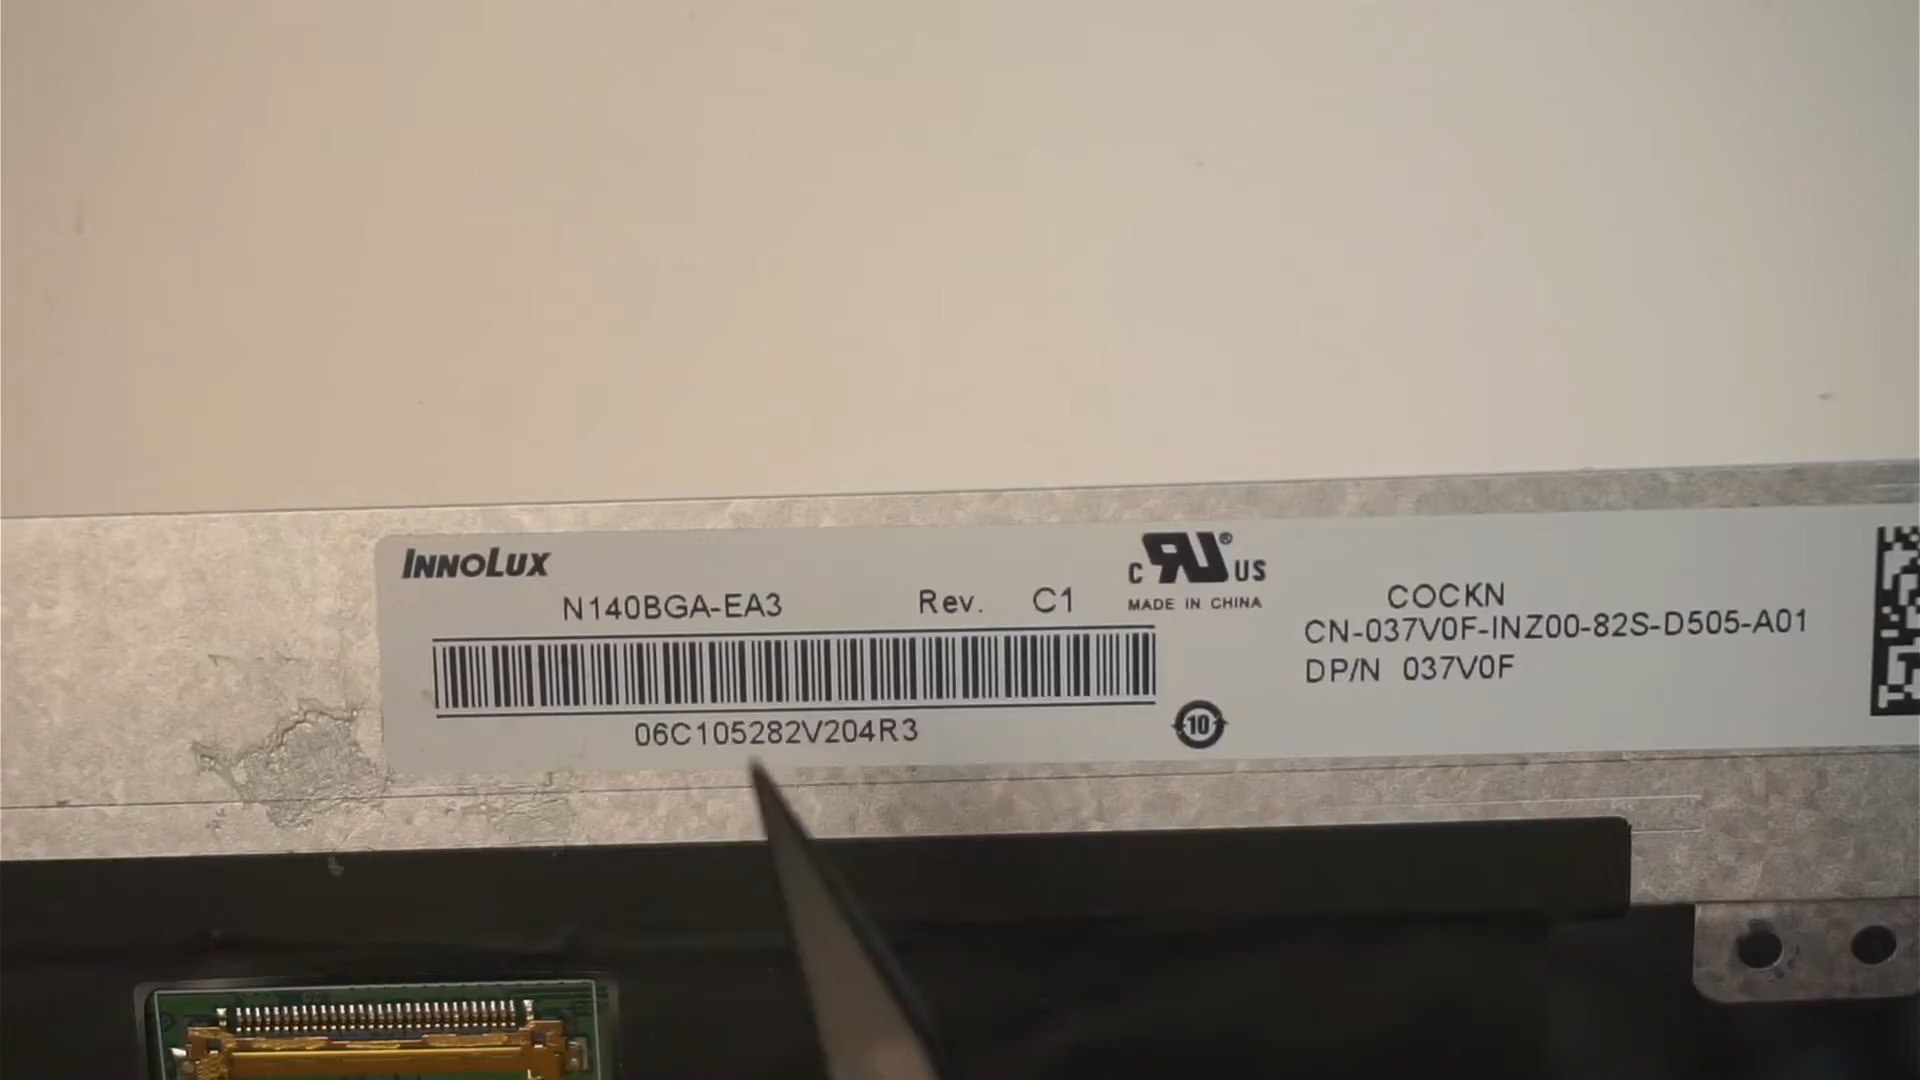 INNOLUX
N140BGA-EA3 Rev. C1
06C105282V204R3
C RU® US
MADE IN CHINA
10
COCKN
CN-037V0F-INZ00-82S-D505-A01
DP/N 037V0F